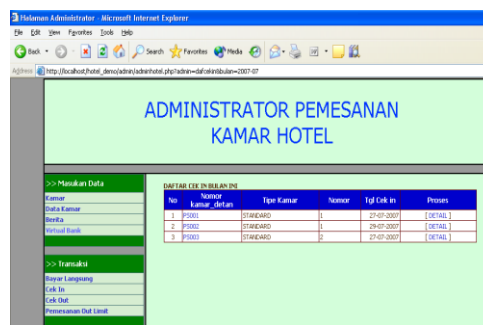 Halaman Administrator - Microsoft Internet Explorer
File Edit View Favorites Tools Help
Back Search Favorites Media
Address http://localhost/hotel_demo/admin/adminhotel.php?admin=dafcekin&bulan=2007-07
ADMINISTRATOR PEMESANAN
KAMAR HOTEL
>> Masukan Data
Kamar
Data Kamar
Berita
Virtual Bank
>> Transaksi
Bayar Langsung
Cek In
Cek Out
Pemesanan Out Limit
DAFTAR CEK IN BULAN INI
No Nomor kamar_detan Tipe Kamar Nomor Tgl Cek in Proses
1 PS001 STANDARD 1 27-07-2007 [ DETAIL ]
2 PS002 STANDARD 1 29-07-2007 [ DETAIL ]
3 PS003 STANDARD 2 27-07-2007 [ DETAIL ]